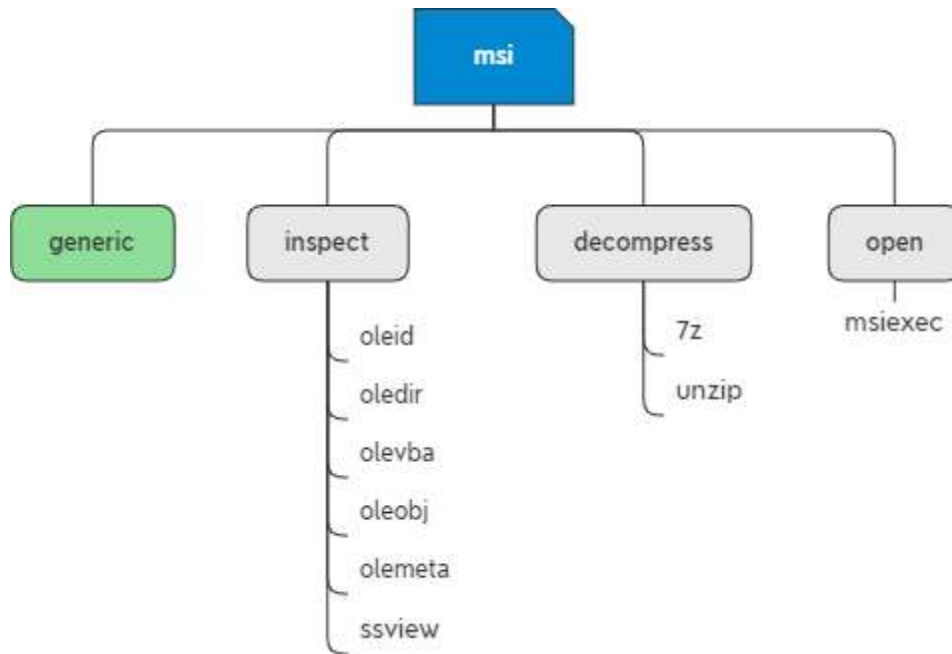 msi
generic
inspect
decompress
open
oleid
oledir
olevba
oleobj
olemeta
ssview
7z
unzip
msiexec